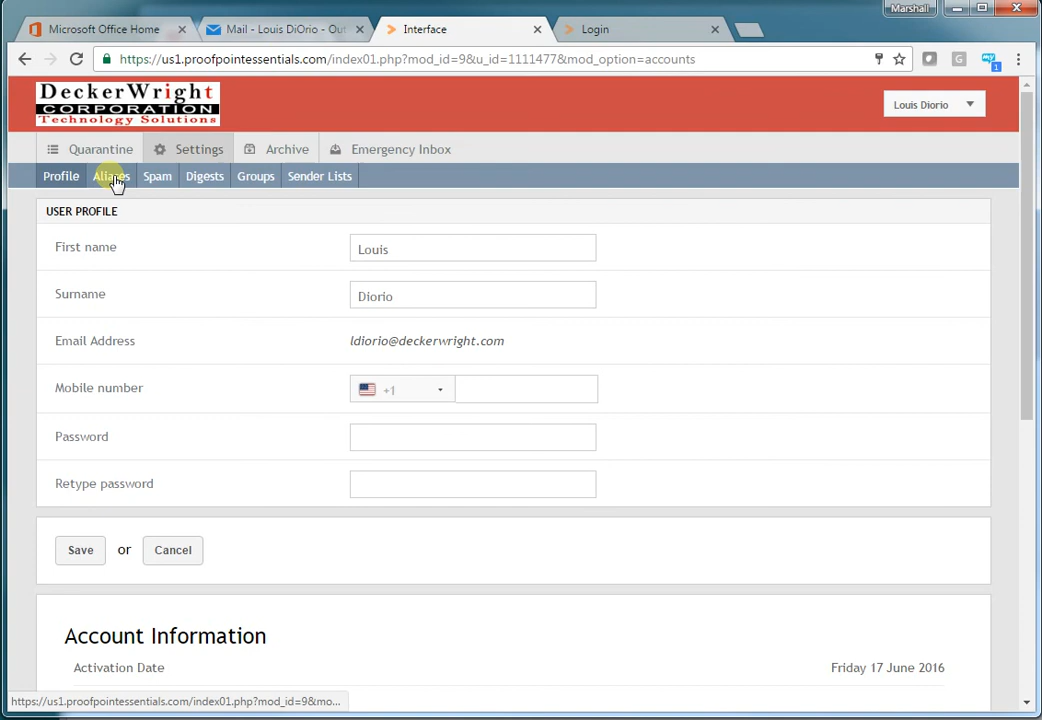 Marshall
Microsoft Office Home
Mail - Louis DiOrio - Out
Interface
Login
https://us1.proofpointessentials.com/index01.php?mod_id=9&u_id=1111477&mod_option=accounts
1
DeckerWright
CORPORATION
Technology Solutions
Louis Diorio
Quarantine
Settings
Archive
Emergency Inbox
Profile
Aliases
Spam
Digests
Groups
Sender Lists
USER PROFILE
First name
Louis
Surname
Diorio
Email Address
ldiorio@deckerwright.com
Mobile number
+1
Password
Retype password
Save or Cancel
Account Information
Activation Date
Friday 17 June 2016
https://us1.proofpointessentials.com/index01.php?mod_id=9&mo...